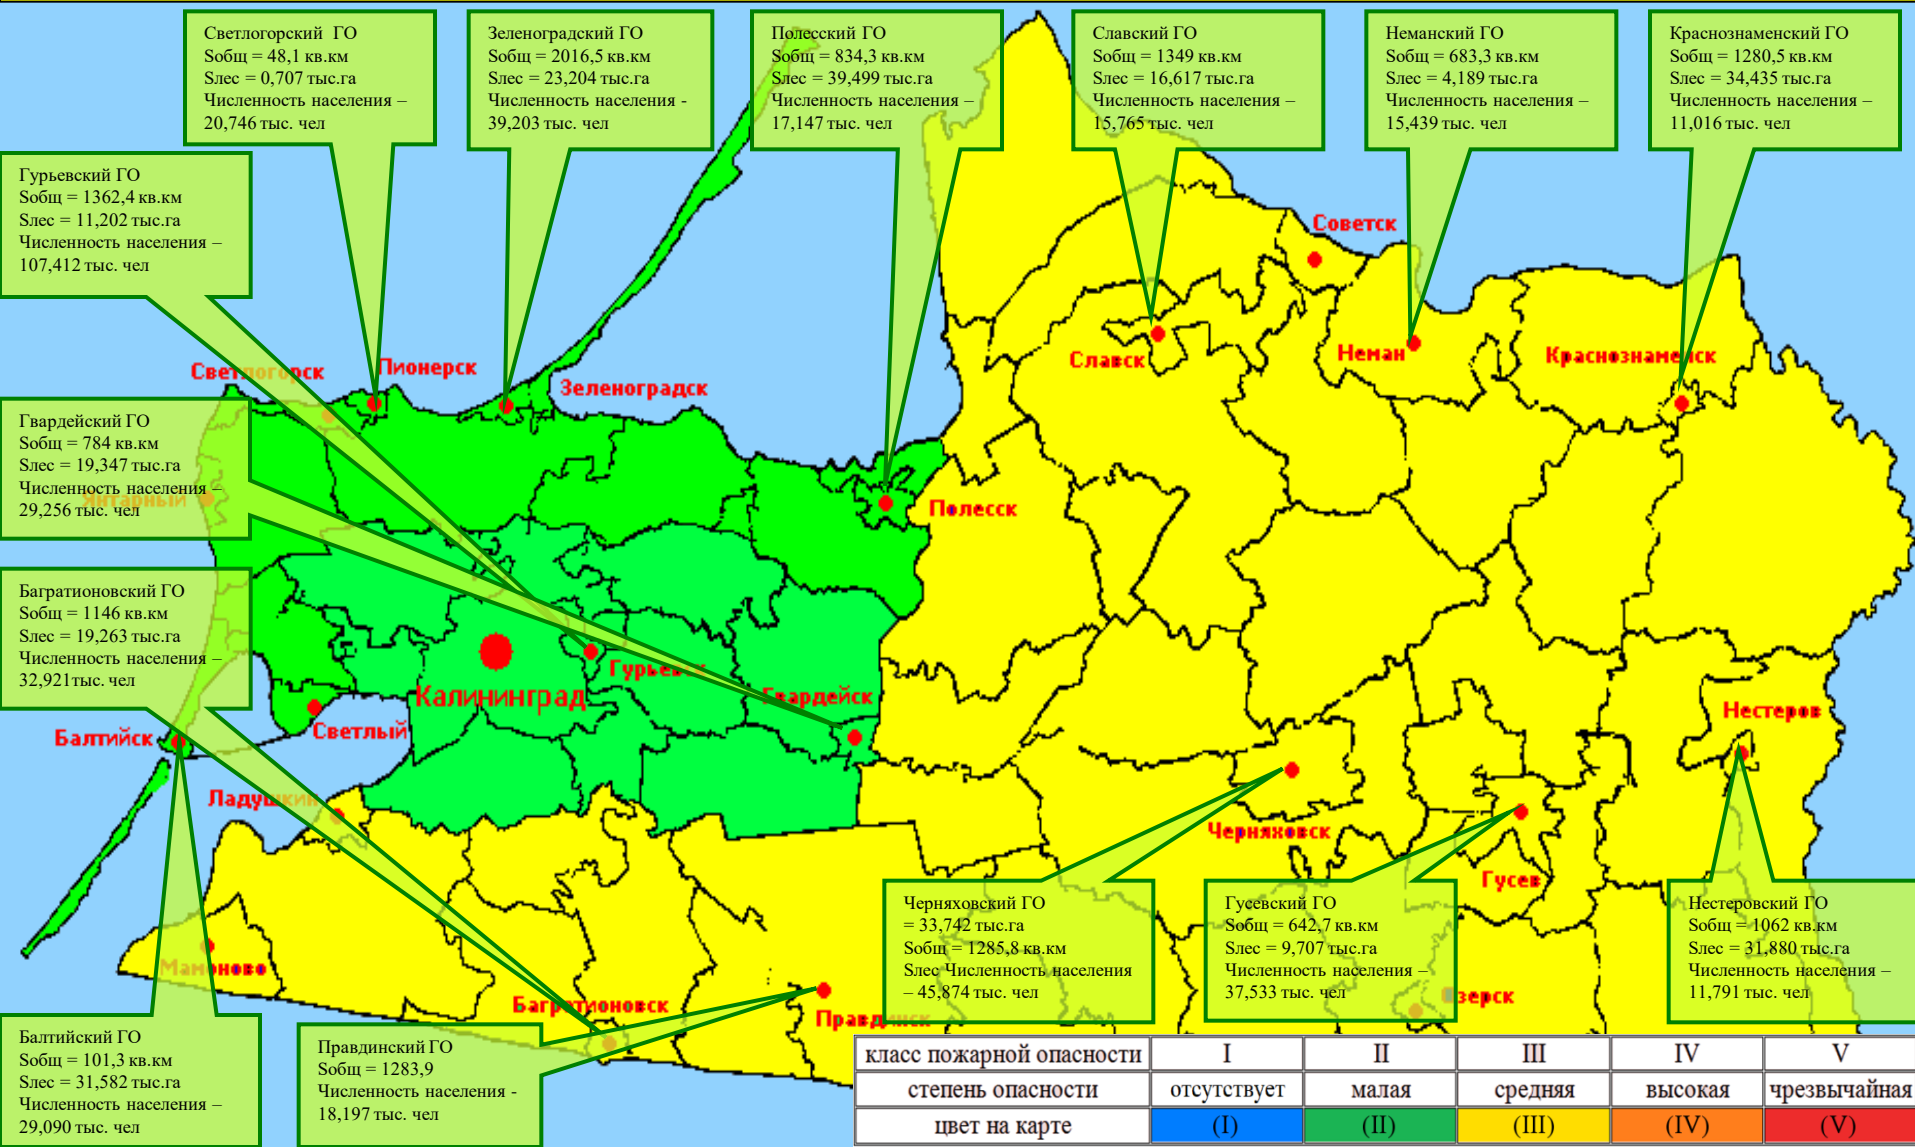 Светлогорский ГО
Sобщ = 48,1 кв.км
Sлес = 0,707 тыс.га
Численность населения –
20,746 тыс. чел
Зеленоградский ГО
Sобщ = 2016,5 кв.км
Sлес = 23,204 тыс.га
Численность населения -
39,203 тыс. чел
Полесский ГО
Sобщ = 834,3 кв.км
Sлес = 39,499 тыс.га
Численность населения –
17,147 тыс. чел
Славский ГО
Sобщ = 1349 кв.км
Sлес = 16,617 тыс.га
Численность населения –
15,765 тыс. чел
Неманский ГО
Sобщ = 683,3 кв.км
Sлес = 4,189 тыс.га
Численность населения –
15,439 тыс. чел
Краснознаменский ГО
Sобщ = 1280,5 кв.км
Sлес = 34,435 тыс.га
Численность населения –
11,016 тыс. чел
Гурьевский ГО
Sобщ = 1362,4 кв.км
Sлес = 11,202 тыс.га
Численность населения –
107,412 тыс. чел
Советск
Славск
Неман
Краснознаменск
Светлогорск
Пионерск
Зеленоградск
Гвардейский ГО
Sобщ = 784 кв.км
Sлес = 19,347 тыс.га
Численность населения –
29,256 тыс. чел
Янтарный
Полесск
Багратионовский ГО
Sобщ = 1146 кв.км
Sлес = 19,263 тыс.га
Численность населения –
32,921тыс. чел
Гурьевск
Калининград
Гвардейск
Нестеров
Балтийск
Светлый
Ладушкин
Черняховск
Гусев
Мамоново
Багратионовск
Правдинск
Озерск
Черняховский ГО
= 33,742 тыс.га
Sобщ = 1285,8 кв.км
Sлес Численность населения
– 45,874 тыс. чел
Гусевский ГО
Sобщ = 642,7 кв.км
Sлес = 9,707 тыс.га
Численность населения –
37,533 тыс. чел
Нестеровский ГО
Sобщ = 1062 кв.км
Sлес = 31,880 тыс.га
Численность населения –
11,791 тыс. чел
Балтийский ГО
Sобщ = 101,3 кв.км
Sлес = 31,582 тыс.га
Численность населения –
29,090 тыс. чел
Правдинский ГО
Sобщ = 1283,9
Численность населения -
18,197 тыс. чел
класс пожарной опасности I II III IV V
степень опасности отсутствует малая средняя высокая чрезвычайная
цвет на карте (I) (II) (III) (IV) (V)